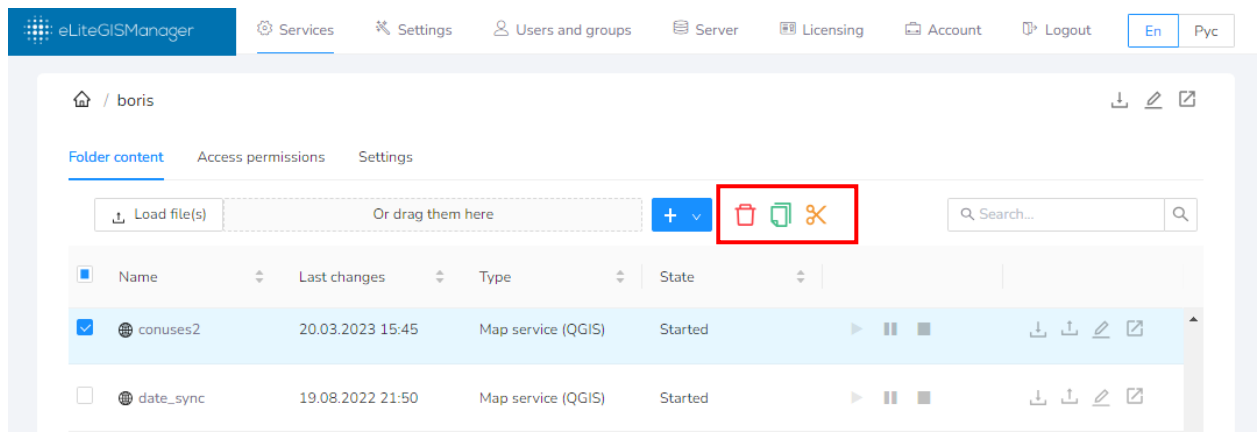 eLiteGISManager Services Settings Users and groups Server Licensing Account Logout En Рус
/ boris
Folder content Access permissions Settings
Load file(s) Or drag them here + Search...
Name Last changes Type State
conuses2 20.03.2023 15:45 Map service (QGIS) Started
date_sync 19.08.2022 21:50 Map service (QGIS) Started